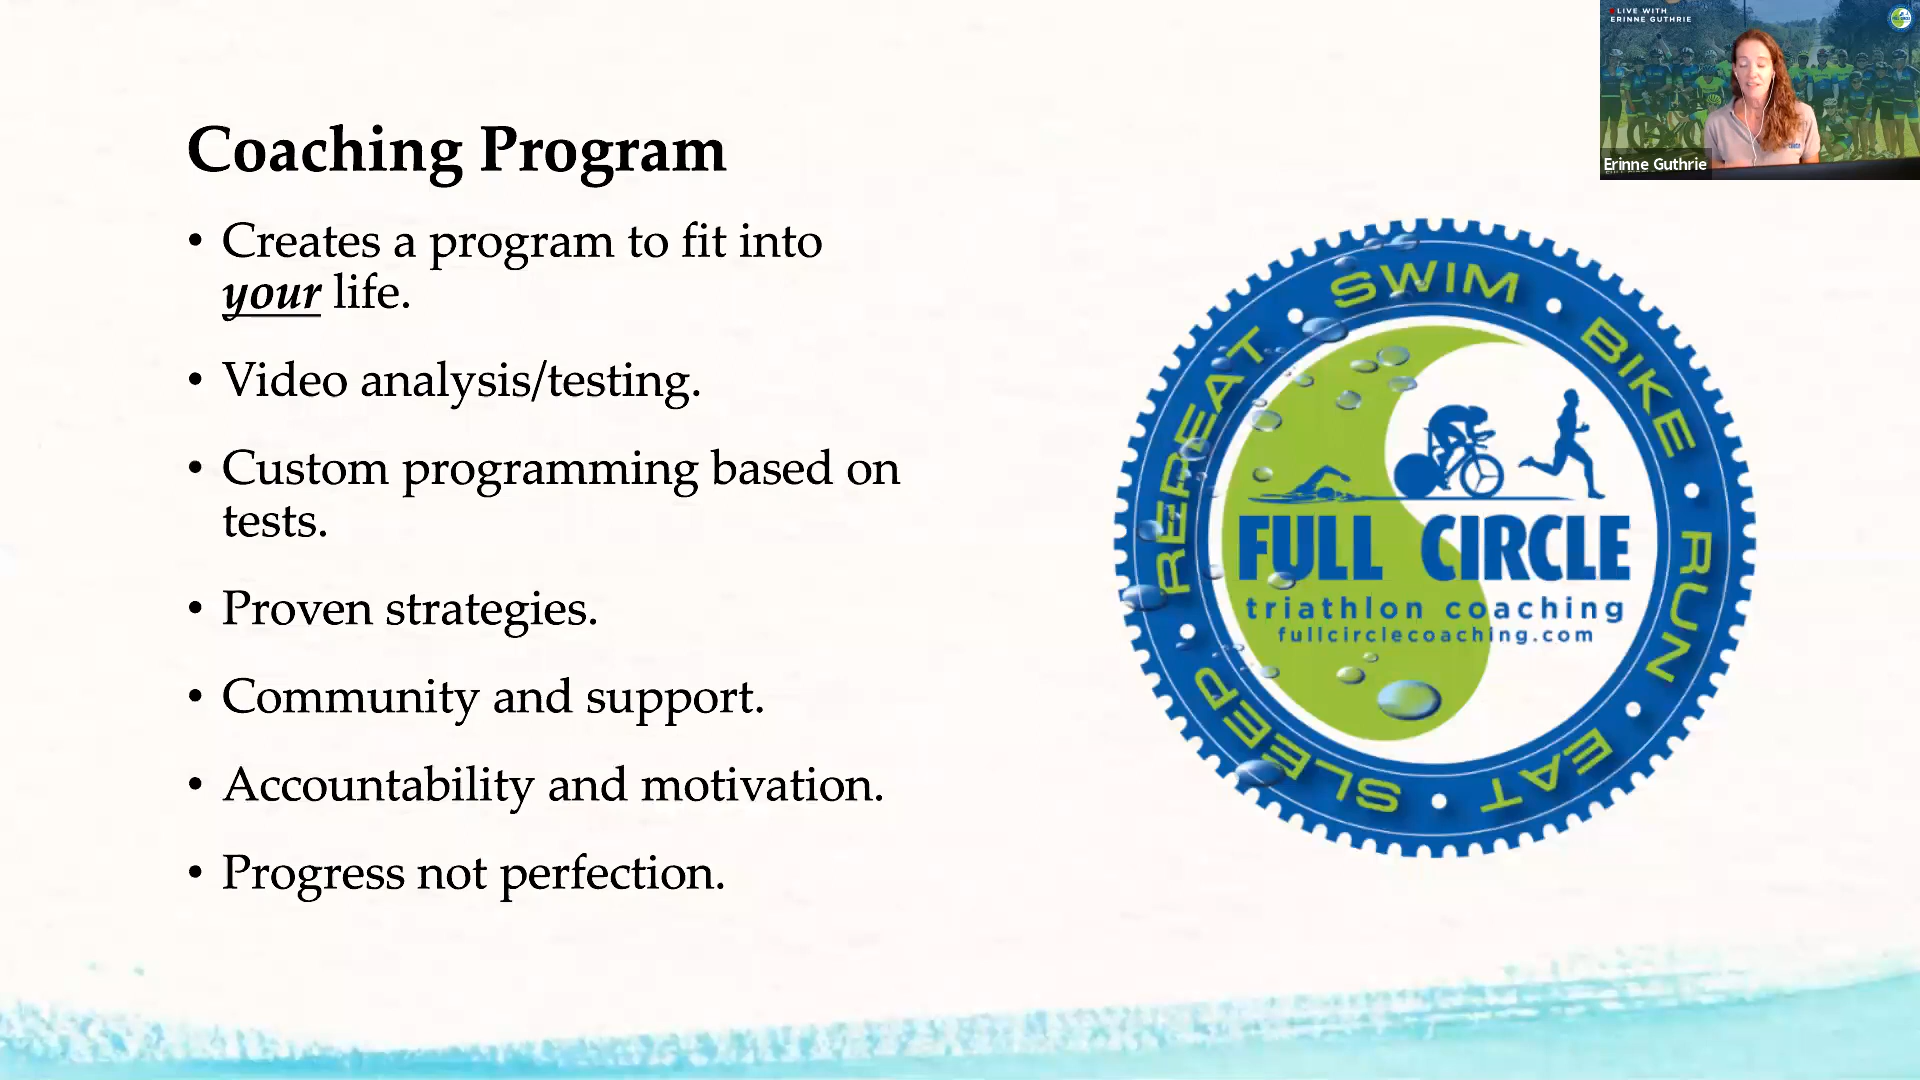 Coaching Program
• Creates a program to fit into
your life.
• Video analysis/testing.
• Custom programming based on
tests.
• Proven strategies.
• Community and support.
• Accountability and motivation.
• Progress not perfection.
LIVE WITH
ERINNE GUTHRIE
Erinne Guthrie
SWIM • BIKE • RUN • EAT • SLEEP • REPEAT •
FULL CIRCLE
triathlon coaching
fullcirclecoaching.com